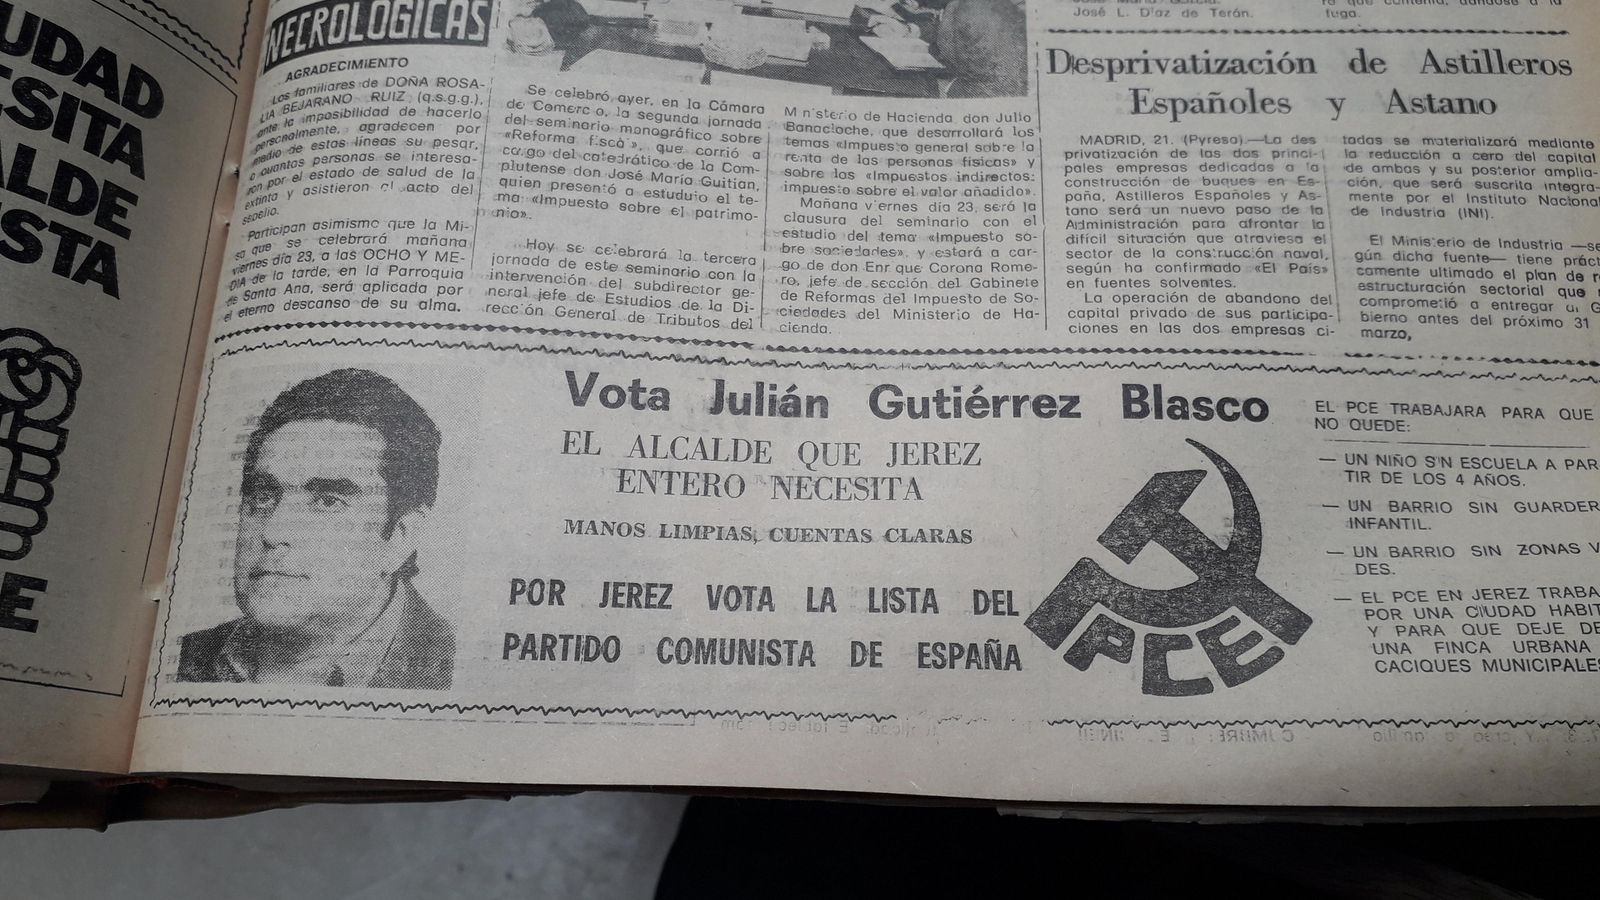 UDAD
ESITA
ALDE
STA
E
NECROLOGICAS
AGRADECIMIENTO
Los familiares de DOÑA ROSA-
LIA BEJARANO RUIZ (q.s.g.g.),
ante la imposibilidad de hacerlo
personalmente, agradecen por
medio de estas líneas su pesar,
a cuantas personas se interesa-
ron por el estado de salud de la
extinta y asistieron al acto del
sepelio.
Participan asimismo que la Mi-
sa que se celebrará mañana
viernes día 23, a las OCHO Y ME-
DIA de la tarde, en la Parroquia
de Santa Ana, será aplicada por
el eterno descanso de su alma.
Se celebró ayer, en la Cámara
de Comercio, la segunda jornada
del seminario monográfico sobre
«Reforma fiscal», que corrió a
cargo del catedrático de la Com-
plutense don José María Guitián,
quien presentó a estudio el te-
ma «Impuesto sobre el patrimo-
nio».
Hoy se celebrará la tercera
jornada de este seminario con la
intervención del subdirector ge-
neral jefe de Estudios de la Di-
rección General de Tributos del
Ministerio de Hacienda don Julio
Banacloche, que desarrollará los
temas «Impuesto general sobre la
renta de las personas físicas» y
sobre las «Impuestos indirectos:
impuesto sobre el valor añadido».
Mañana viernes día 23, será la
clausura del seminario con el
estudio del tema: «Impuesto so-
bre sociedades», y estará a car-
go de don Enrique Corona Rome-
ro, jefe de sección del Gabinete
de Reformas del Impuesto de So-
ciedades del Ministerio de Ha-
cienda.
José L. Díaz de Terán.
fuga.
Desprivatización de Astilleros
Españoles y Astano
MADRID, 21. (Pyresa).—La des
privatización de las dos princi-
pales empresas dedicadas a la
construcción de buques en Es-
paña, Astilleros Españoles y As-
tano será un nuevo paso de la
Administración para afrontar la
difícil situación que atraviesa el
sector de la construcción naval,
según ha confirmado «El País»
en fuentes solventes.
La operación de abandono del
capital privado de sus participa-
ciones en las dos empresas ci-
tadas se materializará mediante
la reducción a cero del capital
de ambas y su posterior amplia-
ción, que será suscrita integra-
mente por el Instituto Nacional
de Industria (INI).
El Ministerio de Industria —se
gún dicha fuente— tiene práct
camente ultimado el plan de r
estructuración sectorial que
comprometió a entregar al G
bierno antes del próximo 31
marzo,
Vota Julián Gutiérrez Blasco
EL ALCALDE QUE JEREZ
ENTERO NECESITA
MANOS LIMPIAS, CUENTAS CLARAS
POR JEREZ VOTA LA LISTA DEL
PARTIDO COMUNISTA DE ESPAÑA
PCE
EL PCE TRABAJARA PARA QUE
NO QUEDE:
— UN NIÑO SIN ESCUELA A PAR
TIR DE LOS 4 AÑOS.
— UN BARRIO SIN GUARDER
INFANTIL.
— UN BARRIO SIN ZONAS V
DES.
— EL PCE EN JEREZ TRABA
POR UNA CIUDAD HABIT
Y PARA QUE DEJE DE
UNA FINCA URBANA
CACIQUES MUNICIPALES